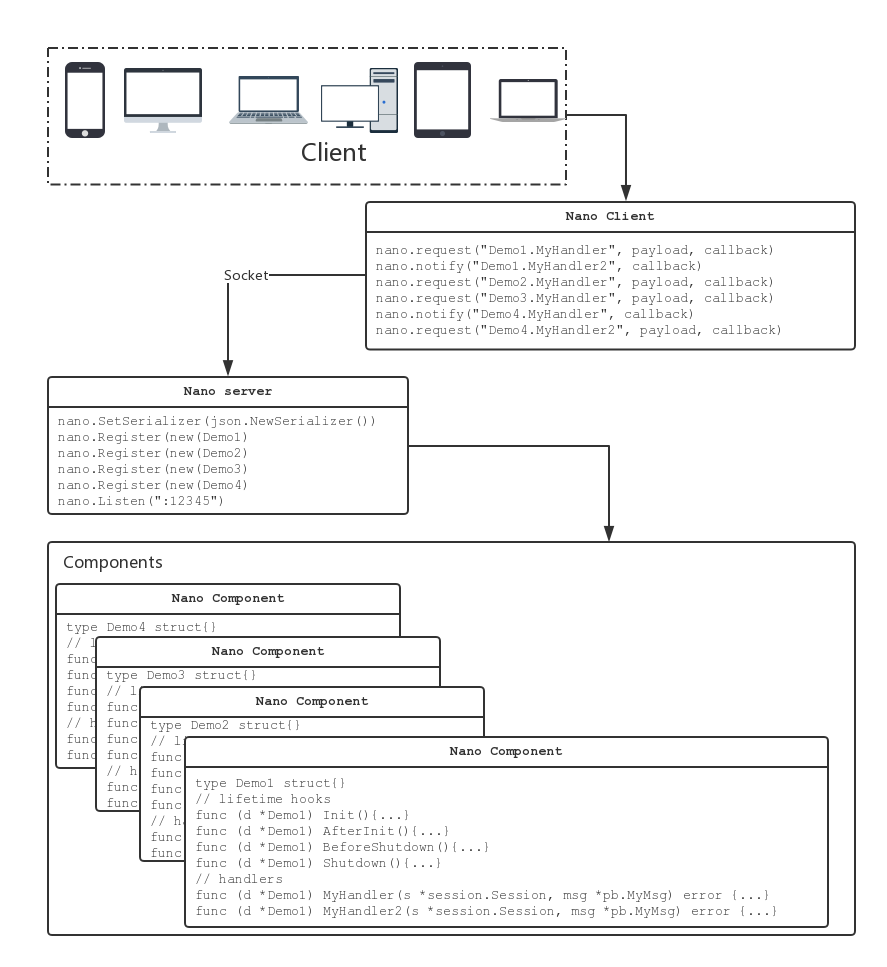 Client
Nano Client
nano.request("Demo1.MyHandler", payload, callback)
nano.notify("Demo1.MyHandler2", callback)
nano.request("Demo2.MyHandler", payload, callback)
nano.request("Demo3.MyHandler", payload, callback)
nano.notify("Demo4.MyHandler", callback)
nano.request("Demo4.MyHandler2", payload, callback)
Socket
Nano server
nano.SetSerializer(json.NewSerializer())
nano.Register(new(Demo1)
nano.Register(new(Demo2)
nano.Register(new(Demo3)
nano.Register(new(Demo4)
nano.Listen(":12345")
Components
Nano Component
type Demo4 struct{}
// l
func
func
func
func
// h
func
func
Nano Component
type Demo3 struct{}
// l
func
func
func
func
// h
func
func
Nano Component
type Demo2 struct{}
// li
func
func
func
func
// ha
func
func
Nano Component
type Demo1 struct{}
// lifetime hooks
func (d *Demo1) Init(){...}
func (d *Demo1) AfterInit(){...}
func (d *Demo1) BeforeShutdown(){...}
func (d *Demo1) Shutdown(){...}
// handlers
func (d *Demo1) MyHandler(s *session.Session, msg *pb.MyMsg) error {...}
func (d *Demo1) MyHandler2(s *session.Session, msg *pb.MyMsg) error {...}